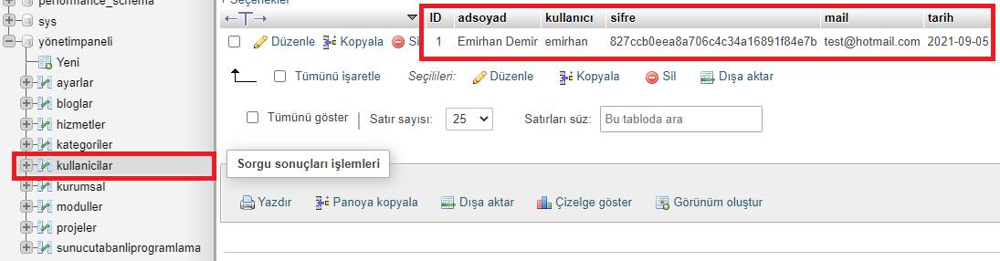 performance_schema
sys
yönetimpaneli
Yeni
ayarlar
bloglar
hizmetler
kategoriler
kullanicilar
kurumsal
moduller
projeler
sunucutabanliprogramlama
+ Seçenekler
←T→ ID adsoyad kullanıcı sifre mail tarih
Düzenle Kopyala Sil 1 Emirhan Demir emirhan 827ccb0eea8a706c4c34a16891f84e7b test@hotmail.com 2021-09-05
Tümünü işaretle Seçilileri: Düzenle Kopyala Sil Dışa aktar
Tümünü göster | Satır sayısı: 25 Satırları süz: Bu tabloda ara
Sorgu sonuçları işlemleri
Yazdır Panoya kopyala Dışa aktar Çizelge göster Görünüm oluştur